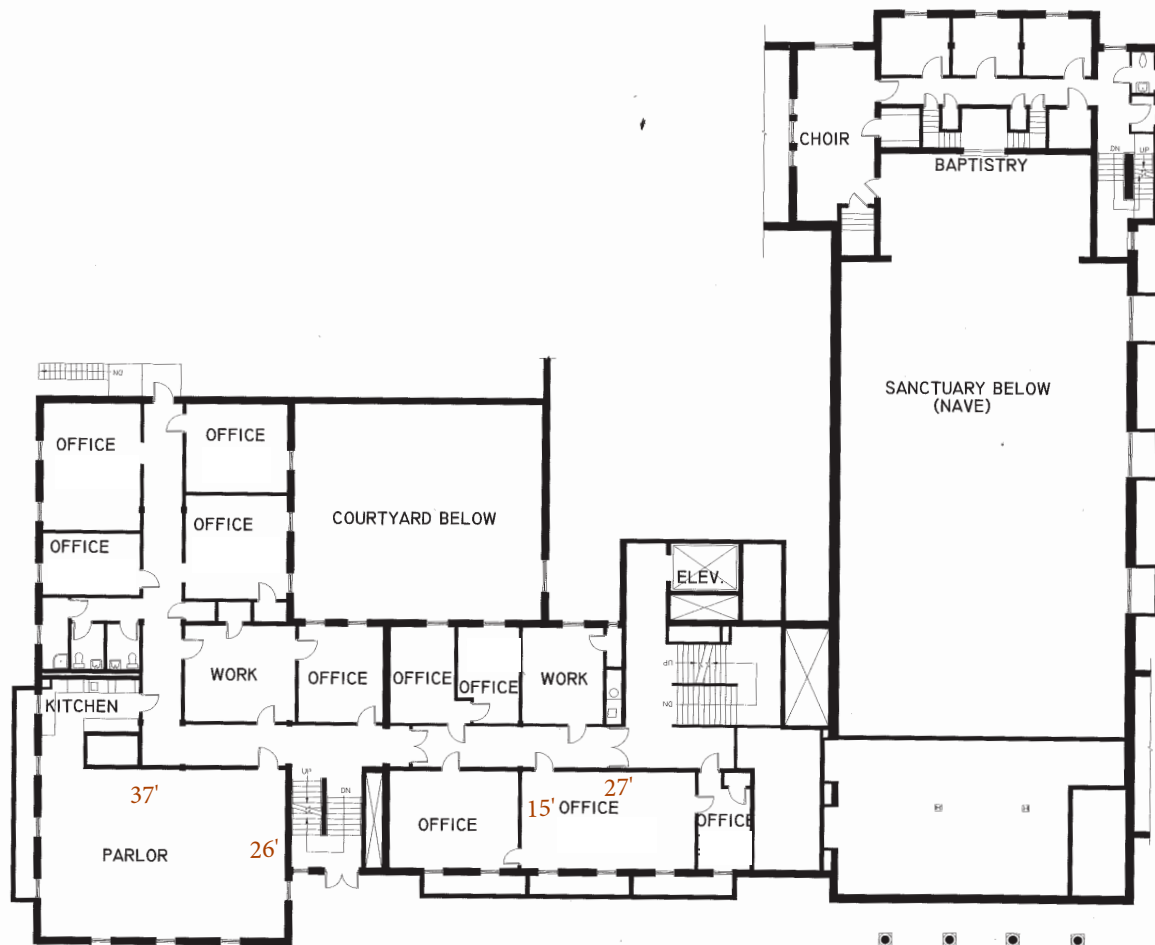 CHOIR
BAPTISTRY
DN
UP
SANCTUARY BELOW
(NAVE)
DN
OFFICE
OFFICE
OFFICE
OFFICE
COURTYARD BELOW
ELEV.
WORK
OFFICE
OFFICE
OFFICE
WORK
UP
DN
KITCHEN
UP
DN
37'
27'
15'
OFFICE
OFFICE
OFFICE
26'
PARLOR